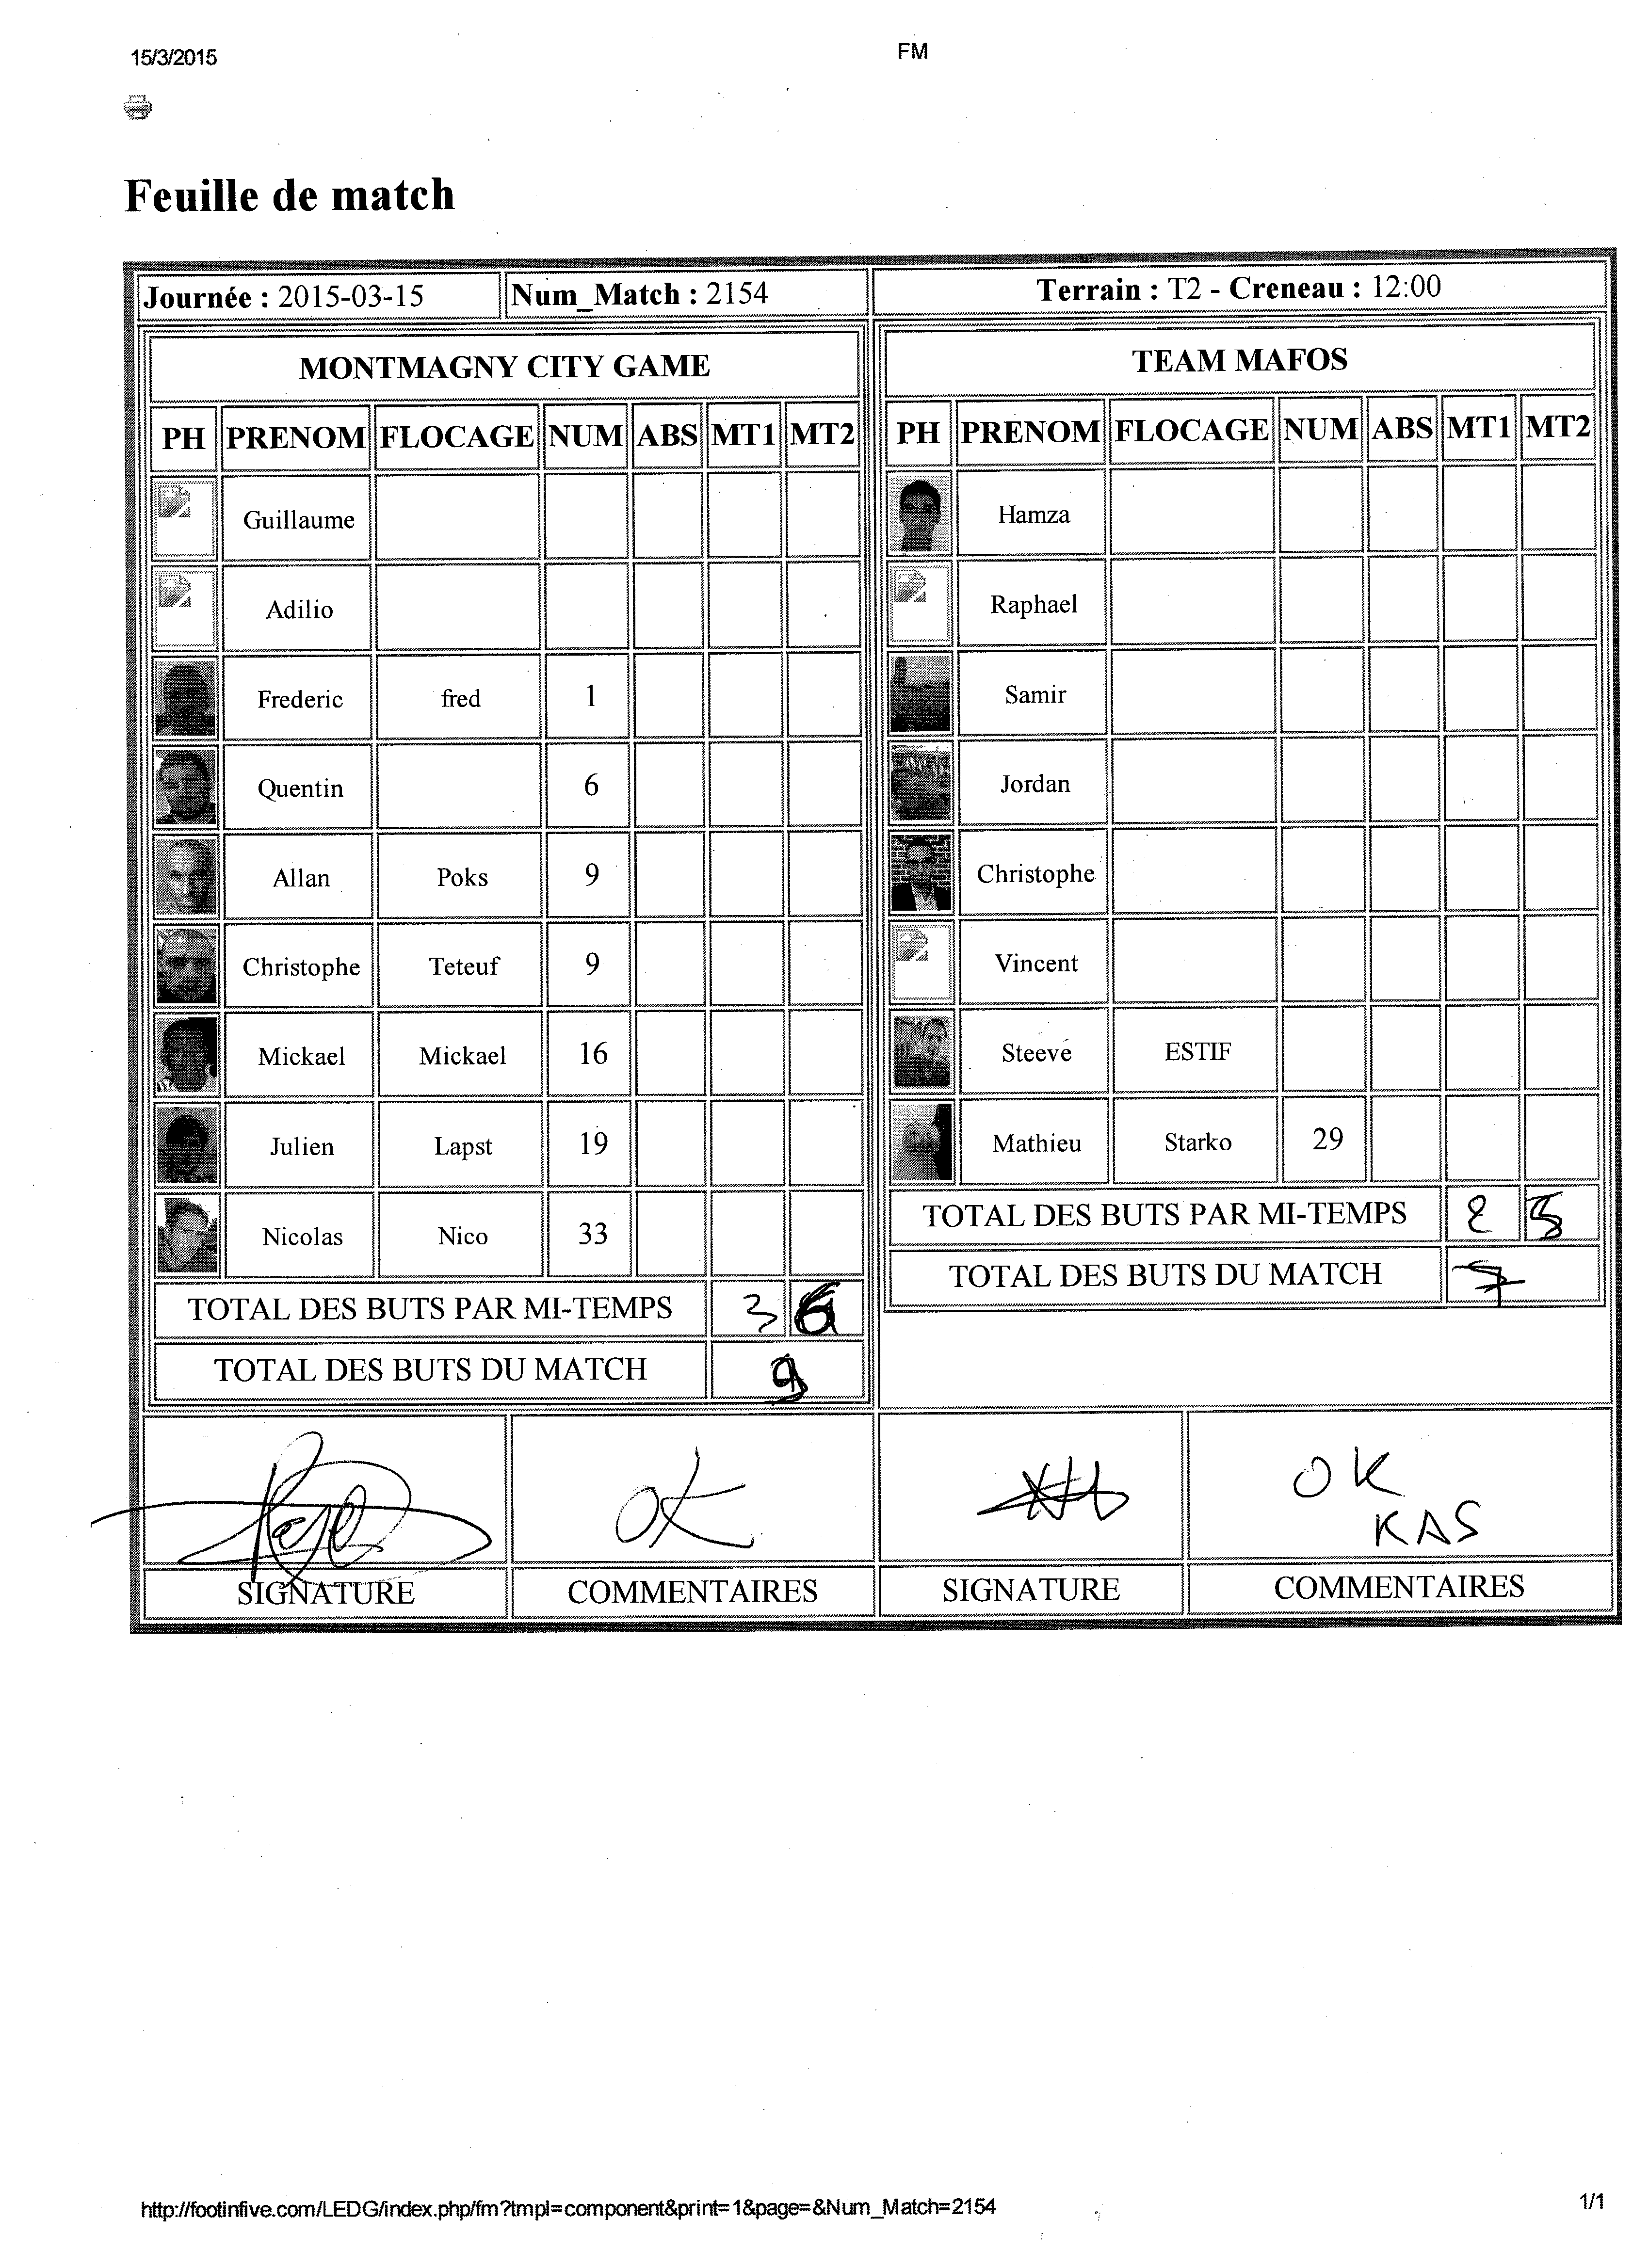 15/3/2015 FM
Feuille de match
Journée : 2015-03-15 Num_Match : 2154 Terrain : T2 - Creneau : 12:00
MONTMAGNY CITY GAME
PH PRENOM FLOCAGE NUM ABS MT1 MT2
Guillaume
Adilio
Frederic fred 1
Quentin 6
Allan Poks 9
Christophe Teteuf 9
Mickael Mickael 16
Julien Lapst 19
Nicolas Nico 33
TOTAL DES BUTS PAR MI-TEMPS 3 6
TOTAL DES BUTS DU MATCH 9
TEAM MAFOS
PH PRENOM FLOCAGE NUM ABS MT1 MT2
Hamza
Raphael
Samir
Jordan
Christophe
Vincent
Steeve ESTIF
Mathieu Starko 29
TOTAL DES BUTS PAR MI-TEMPS 2 5
TOTAL DES BUTS DU MATCH 7
OK
OK
KAS
SIGNATURE COMMENTAIRES SIGNATURE COMMENTAIRES
http://footinfive.com/LEDG/index.php/fm?tmpl=component&print=1&page=&Num_Match=2154 1/1